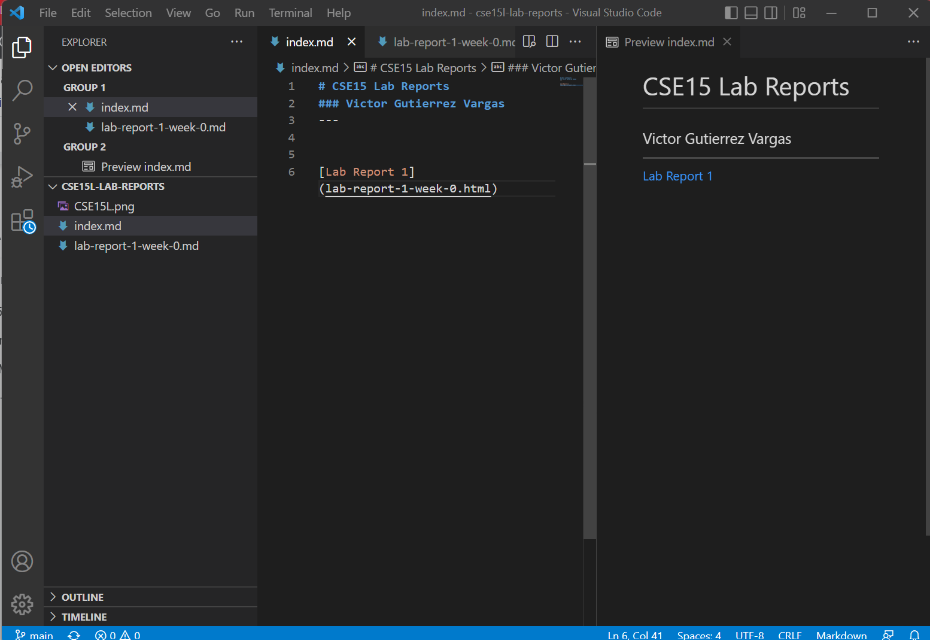 File Edit Selection View Go Run Terminal Help index.md - cse15l-lab-reports - Visual Studio Code
EXPLORER
OPEN EDITORS
GROUP 1
index.md
lab-report-1-week-0.md
GROUP 2
Preview index.md
CSE15L-LAB-REPORTS
CSE15L.png
index.md
lab-report-1-week-0.md
OUTLINE
TIMELINE
index.md lab-report-1-week-0.md
index.md > # CSE15 Lab Reports > ### Victor Gutier
1 # CSE15 Lab Reports
2 ### Victor Gutierrez Vargas
3 ---
4
5
6 [Lab Report 1]
(lab-report-1-week-0.html)
Preview index.md
CSE15 Lab Reports
Victor Gutierrez Vargas
Lab Report 1
main 0 0 Ln 6, Col 41 Spaces: 4 UTF-8 CRLF Markdown